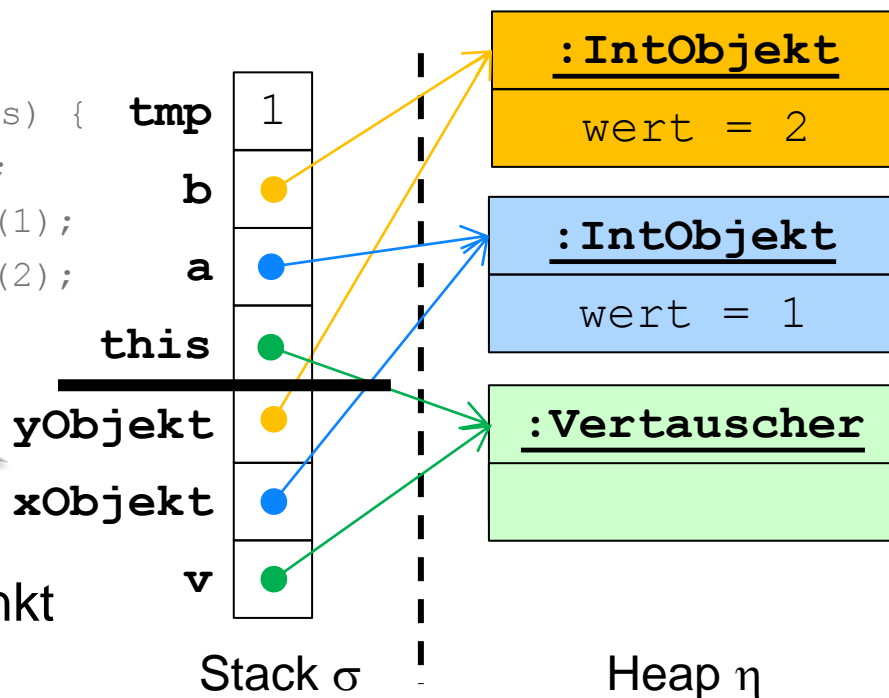 s) {
;
(1);
(2);
tmp 1
b
a
this
yObjekt
xObjekt
v
:IntObjekt
wert = 2
:IntObjekt
wert = 1
:Vertauscher
nkt
Stack σ
Heap η